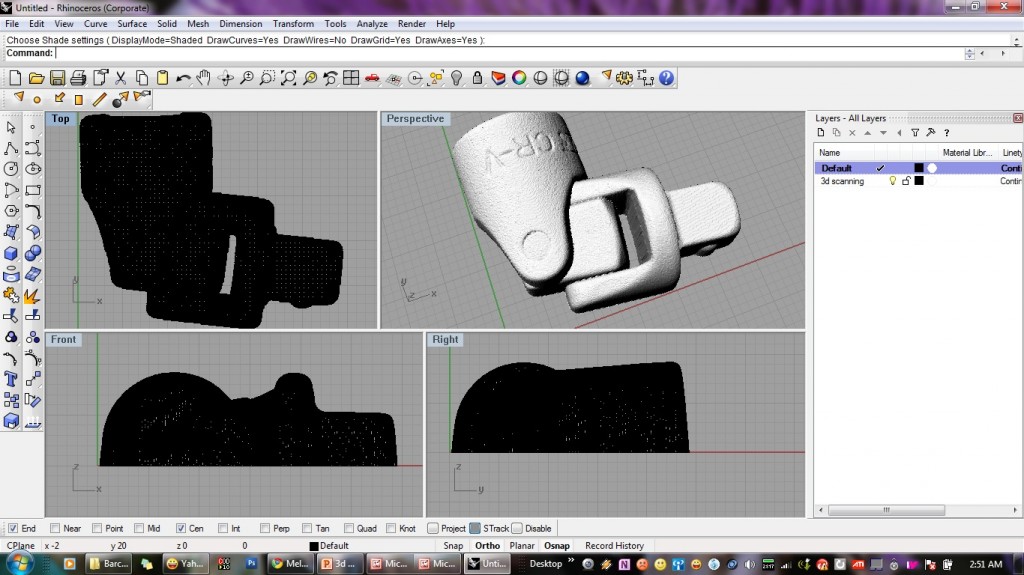 Untitled - Rhinoceros (Corporate)
File Edit View Curve Surface Solid Mesh Dimension Transform Tools Analyze Render Help
Choose Shade settings ( DisplayMode=Shaded DrawCurves=Yes DrawWires=No DrawGrid=Yes DrawAxes=Yes ):
Command:
Top
Perspective
Layers - All Layers
Name Material Libr... Linety
Default Conti
3d scanning Contin
CR-V
y
x
y
z
x
Front
Right
z
x
z
y
End Near Point Mid Cen Int Perp Tan Quad Knot Project STrack Disable
CPlane x -2 y 20 z 0 0 Default Snap Ortho Planar Osnap Record History
Barc... Yah... Mel... 3d ... Mic... Mic... Unti... Desktop 2:51 AM